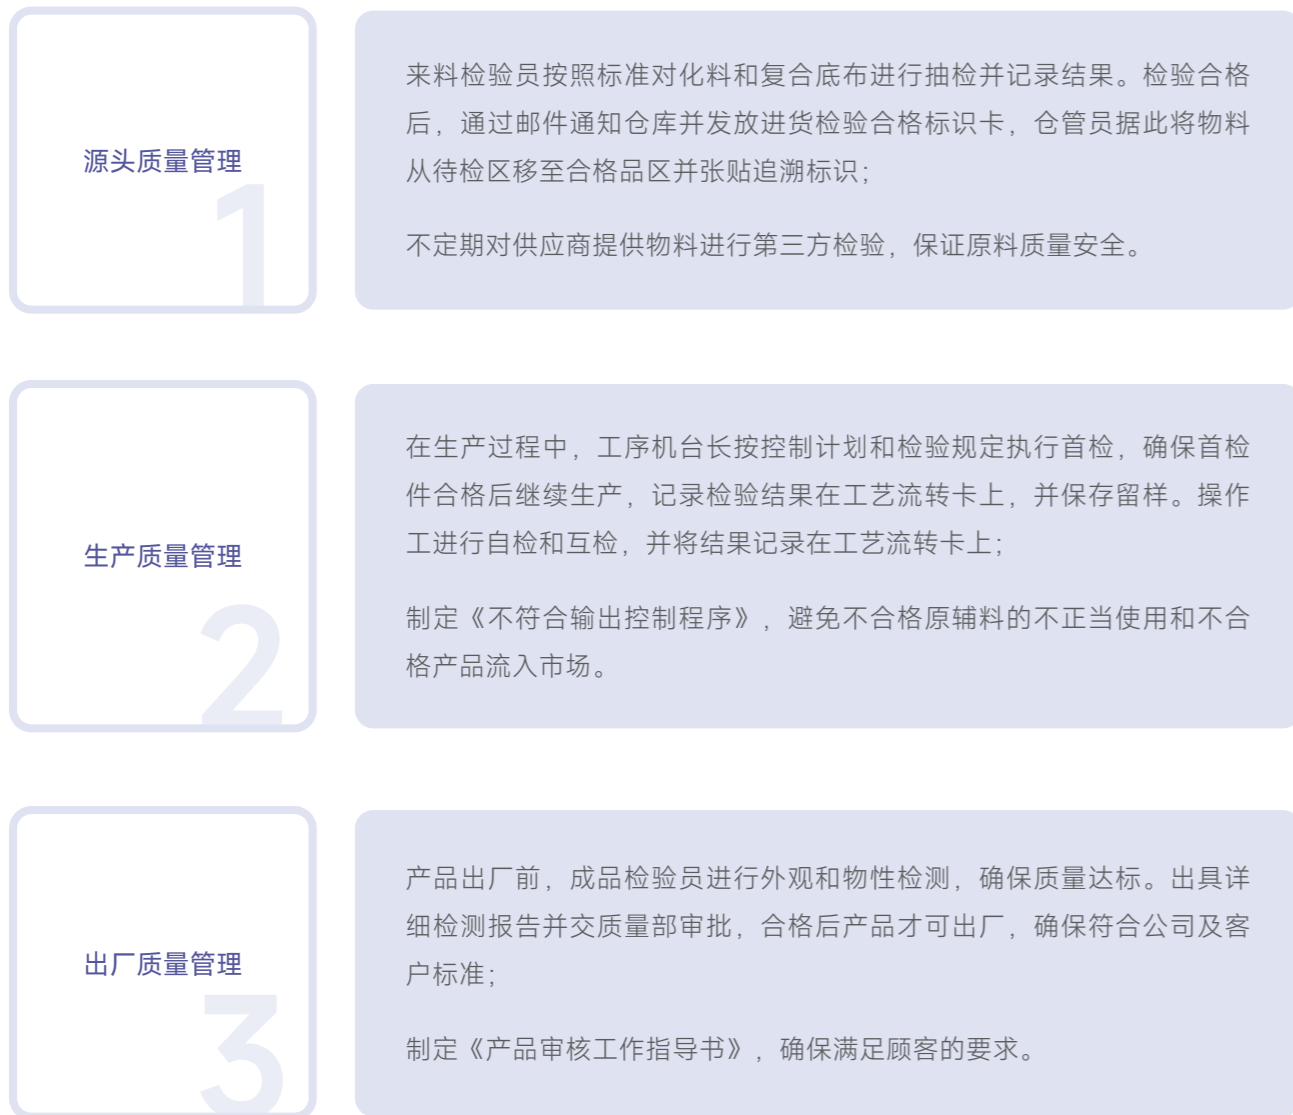 源头质量管理
1
来料检验员按照标准对化料和复合底布进行抽检并记录结果。检验合格
后，通过邮件通知仓库并发放进货检验合格标识卡，仓管员据此将物料
从待检区移至合格品区并张贴追溯标识；
不定期对供应商提供物料进行第三方检验，保证原料质量安全。
生产质量管理
2
在生产过程中，工序机台长按控制计划和检验规定执行首检，确保首检
件合格后继续生产，记录检验结果在工艺流转卡上，并保存留样。操作
工进行自检和互检，并将结果记录在工艺流转卡上；
制定《不符合输出控制程序》，避免不合格原辅料的不正当使用和不合
格产品流入市场。
出厂质量管理
3
产品出厂前，成品检验员进行外观和物性检测，确保质量达标。出具详
细检测报告并交质量部审批，合格后产品才可出厂，确保符合公司及客
户标准；
制定《产品审核工作指导书》，确保满足顾客的要求。